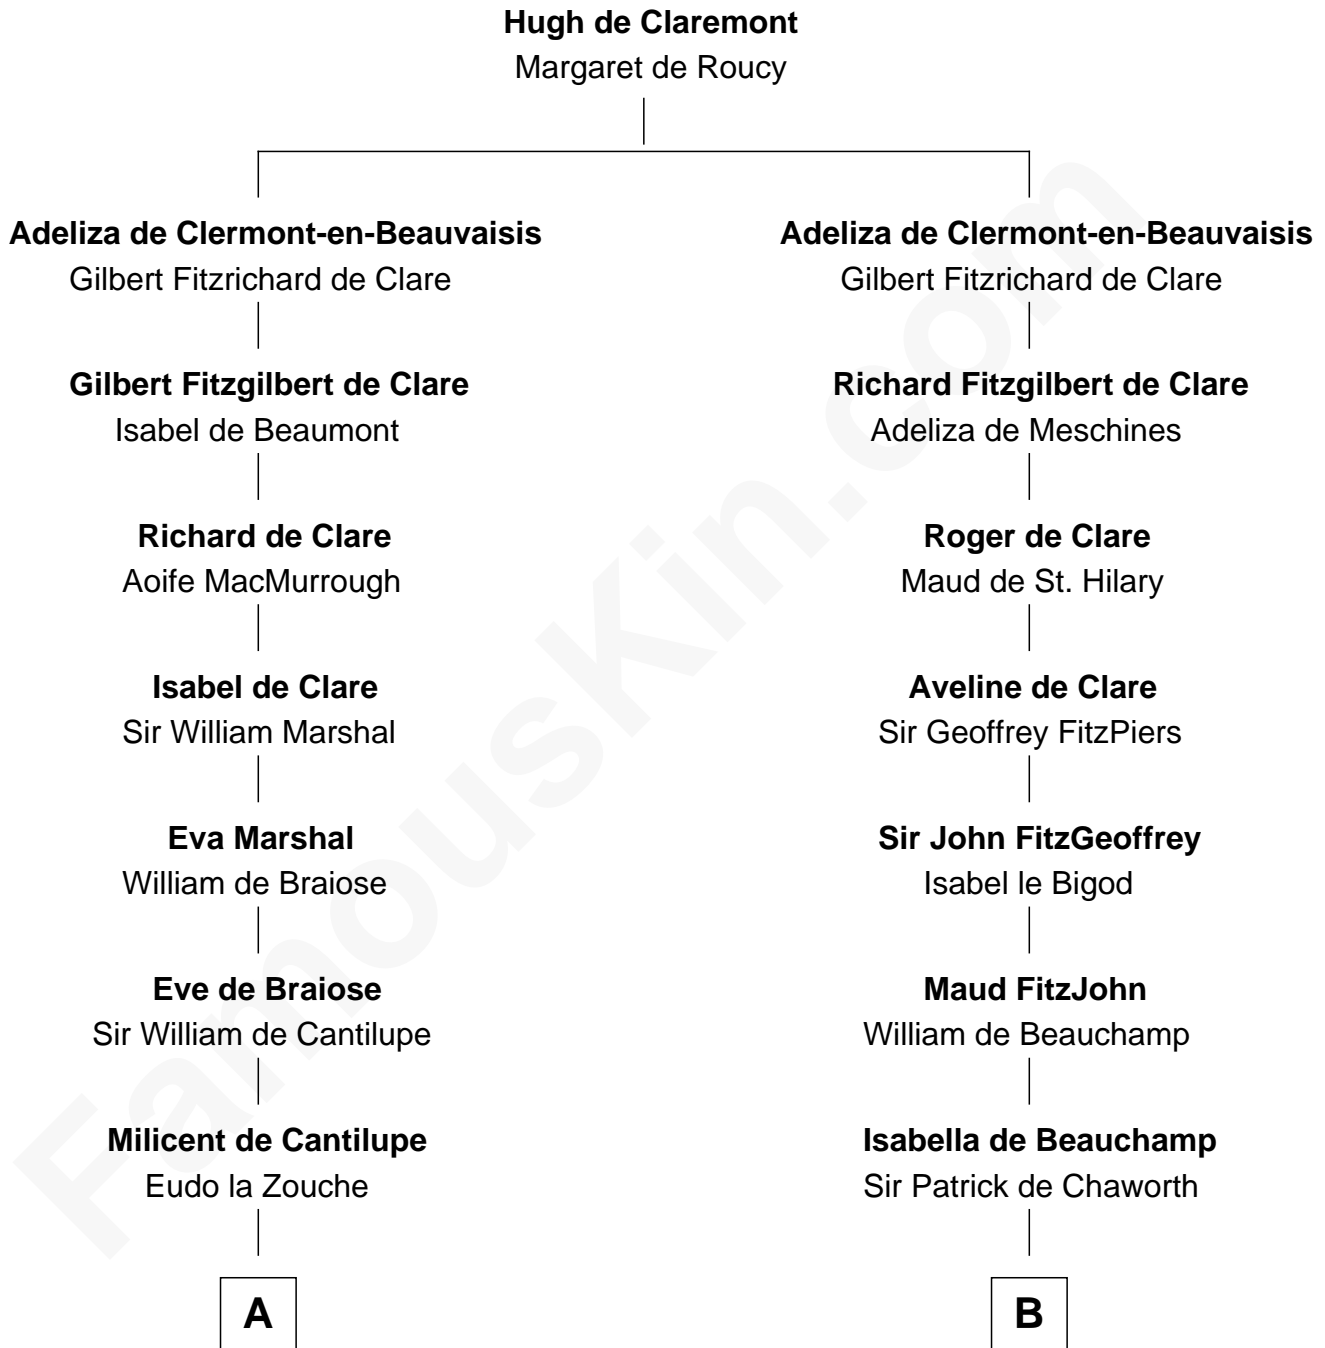 Hugh de Claremont
Margaret de Roucy
Adeliza de Clermont-en-Beauvaisis
Gilbert Fitzrichard de Clare
Adeliza de Clermont-en-Beauvaisis
Gilbert Fitzrichard de Clare
Gilbert Fitzgilbert de Clare
Isabel de Beaumont
Richard Fitzgilbert de Clare
Adeliza de Meschines
Richard de Clare
Aoife MacMurrough
Roger de Clare
Maud de St. Hilary
Isabel de Clare
Sir William Marshal
Aveline de Clare
Sir Geoffrey FitzPiers
Eva Marshal
William de Braiose
Sir John FitzGeoffrey
Isabel le Bigod
Eve de Braiose
Sir William de Cantilupe
Maud FitzJohn
William de Beauchamp
Milicent de Cantilupe
Eudo la Zouche
Isabella de Beauchamp
Sir Patrick de Chaworth
A
B
FamousKin.com